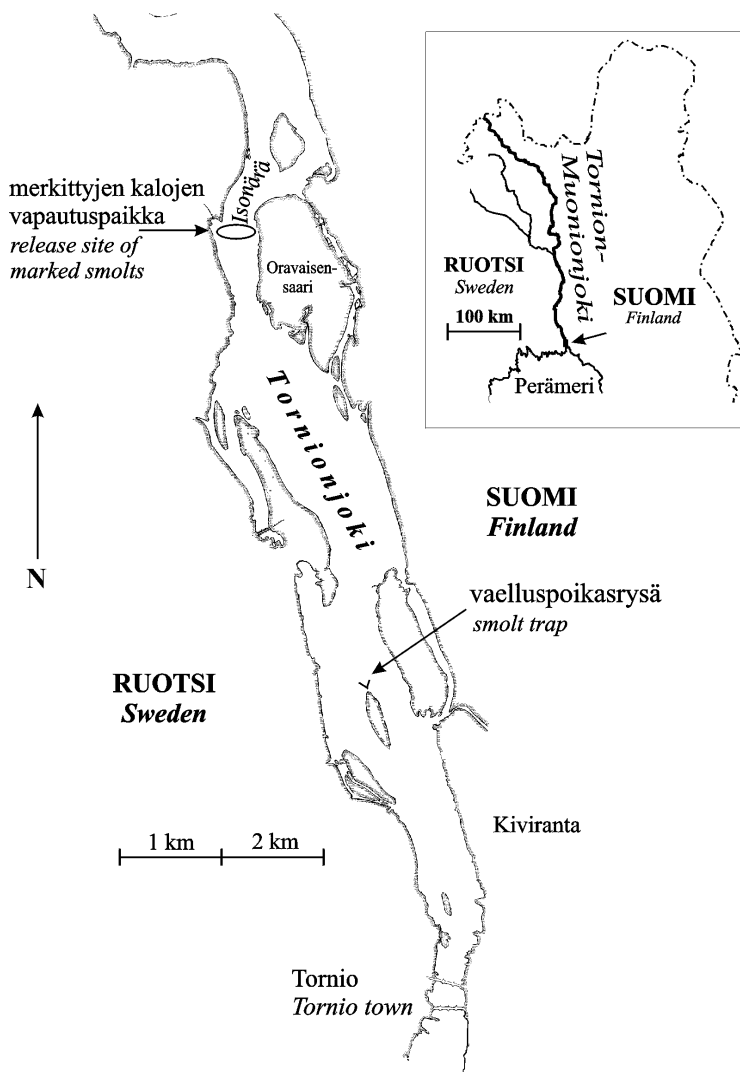 merkittyjen kalojen
vapautuspaikka
release site of
marked smolts
Isonärä
Oravaisen-
saari
Tornionjoki
N
SUOMI
Finland
vaelluspoikasrysä
smolt trap
RUOTSI
Sweden
1 km
2 km
Kiviranta
Tornio
Tornio town
Tornion-
Muonionjoki
RUOTSI
Sweden
SUOMI
Finland
100 km
Perämeri